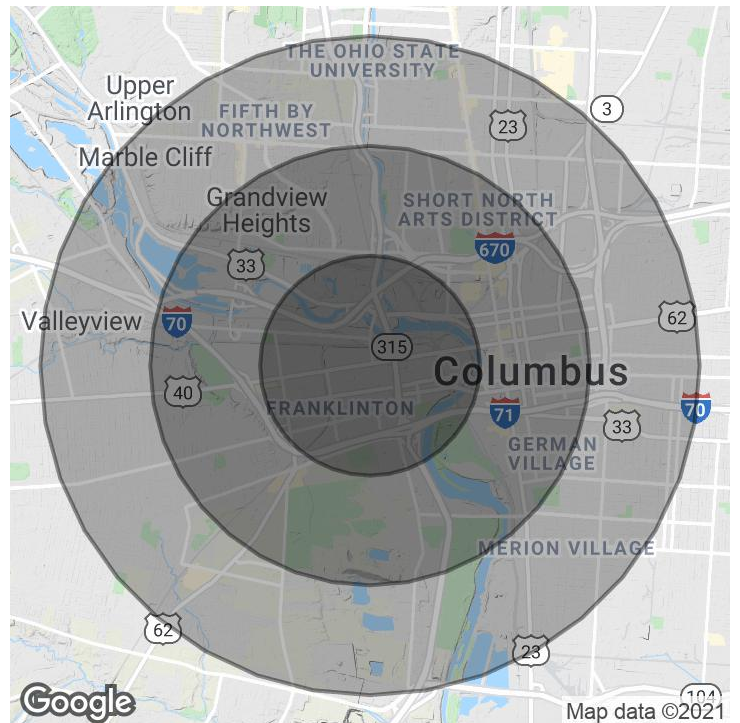 THE OHIO STATE
UNIVERSITY
Upper
Arlington
3
FIFTH BY
NORTHWEST
23
Marble Cliff
Grandview
Heights
SHORT NORTH
ARTS DISTRICT
670
33
Valleyview
70
62
315
Columbus
40
FRANKLINTON
71
70
33
GERMAN
VILLAGE
MERION VILLAGE
62
23
104
Google
Map data ©2021